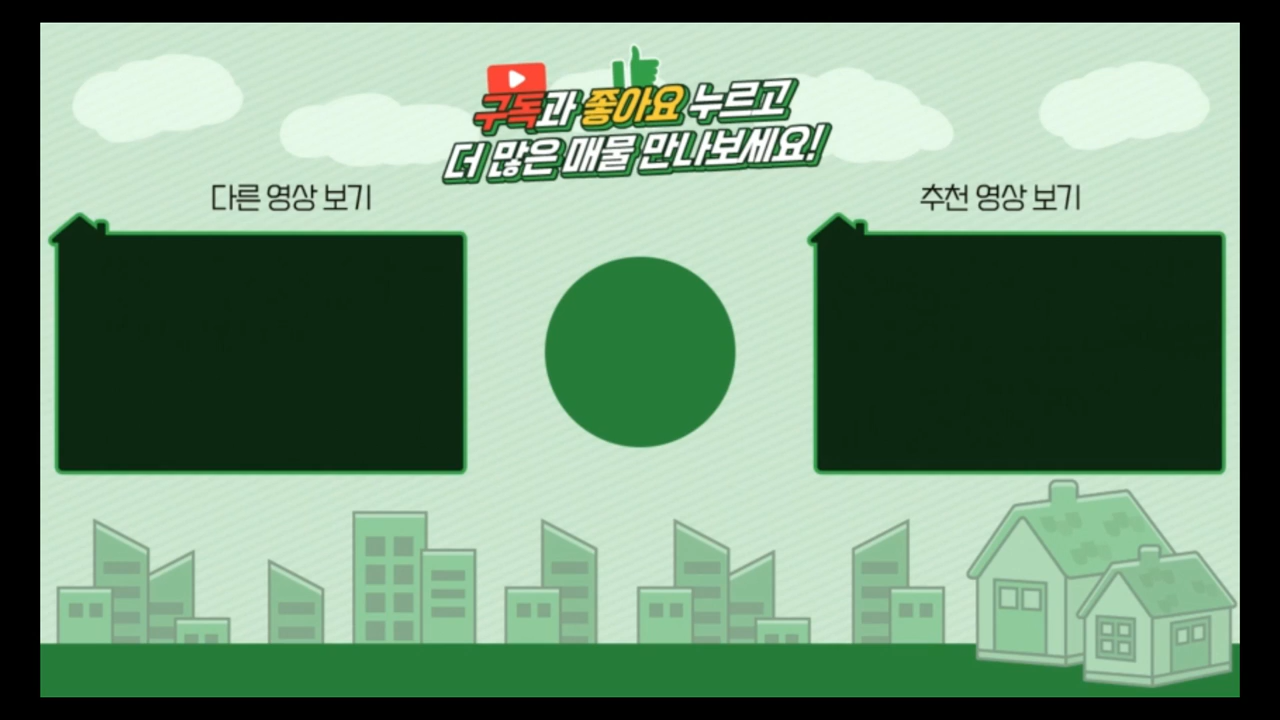 구독과 좋아요 누르고
더 많은 매물 만나보세요!
다른 영상 보기
추천 영상 보기